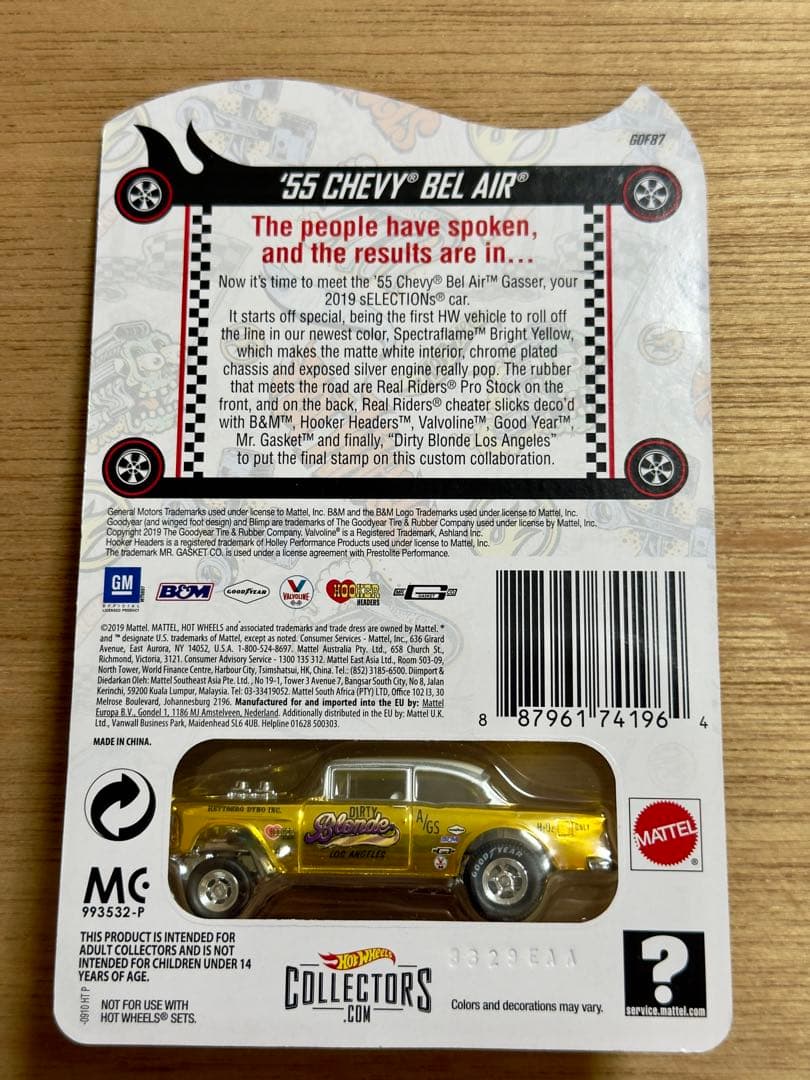 GDF87
'55 CHEVY® BEL AIR®
The people have spoken,
and the results are in...
Now it's time to meet the '55 Chevy® Bel Air™ Gasser, your
2019 sELECTIONs® car.
It starts off special, being the first HW vehicle to roll off
the line in our newest color, Spectraflame™ Bright Yellow,
which makes the matte white interior, chrome plated
chassis and exposed silver engine really pop. The rubber
that meets the road are Real Riders® Pro Stock on the
front, and on the back, Real Riders® cheater slicks deco'd
with B&M™, Hooker Headers™, Valvoline™, Good Year™
Mr. Gasket™ and finally, "Dirty Blonde Los Angeles"
to put the final stamp on this custom collaboration.
General Motors Trademarks used under license to Mattel, Inc. B&M and the B&M Logo Trademarks used under license to Mattel, Inc.
Goodyear (and winged foot design) and Blimp are trademarks of The Goodyear Tire & Rubber Company used under license by Mattel, Inc.
Copyright 2019 The Goodyear Tire & Rubber Company. Valvoline® is a Registered Trademark, Ashland Inc.
Hooker Headers is a registered trademark of Holley Performance Products used under license to Mattel, Inc.
The trademark MR. GASKET CO. is used under a license agreement with Prestolite Performance.
GM
OFFICIAL
LICENSED PRODUCT
B&M
GOODYEAR
VALVOLINE
HOOKER
HEADERS
GASKET
©2019 Mattel. MATTEL, HOT WHEELS and associated trademarks and trade dress are owned by Mattel. ®
and ™ designate U.S. trademarks of Mattel, except as noted. Consumer Services - Mattel, Inc., 636 Girard
Avenue, East Aurora, NY 14052, U.S.A. 1-800-524-8697. Mattel Australia Pty. Ltd., 658 Church St.,
Richmond, Victoria, 3121. Consumer Advisory Service - 1300 135 312. Mattel East Asia Ltd., Room 503-09,
North Tower, World Finance Centre, Harbour City, Tsimshatsui, HK, China. Tel.: (852) 3185-6500. Diimport &
Diedarkan Oleh: Mattel Southeast Asia Pte. Ltd., No 19-1, Tower 3 Avenue 7, Bangsar South City, No 8, Jalan
Kerinchi, 59200 Kuala Lumpur, Malaysia. Tel: 03-33419052. Mattel South Africa (PTY) LTD, Office 102 I3, 30
Melrose Boulevard, Johannesburg 2196. Manufactured for and imported into the EU by: Mattel
Europa B.V., Gondel 1, 1186 MJ Amstelveen, Nederland. Additionally distributed in the EU by: Mattel U.K.
Ltd., Vanwall Business Park, Maidenhead SL6 4UB. Helpline 01628 500303.
8 87961 74196 4
MADE IN CHINA.
DIRTY
Blonde
LOS ANGELES
A/GS
GOODYEAR
MATTEL
993532-P
THIS PRODUCT IS INTENDED FOR
ADULT COLLECTORS AND IS NOT
INTENDED FOR CHILDREN UNDER 14
YEARS OF AGE.
NOT FOR USE WITH
HOT WHEELS® SETS.
-0910 HT P
HOT WHEELS
COLLECTORS
.COM
Colors and decorations may vary.
?
service.mattel.com